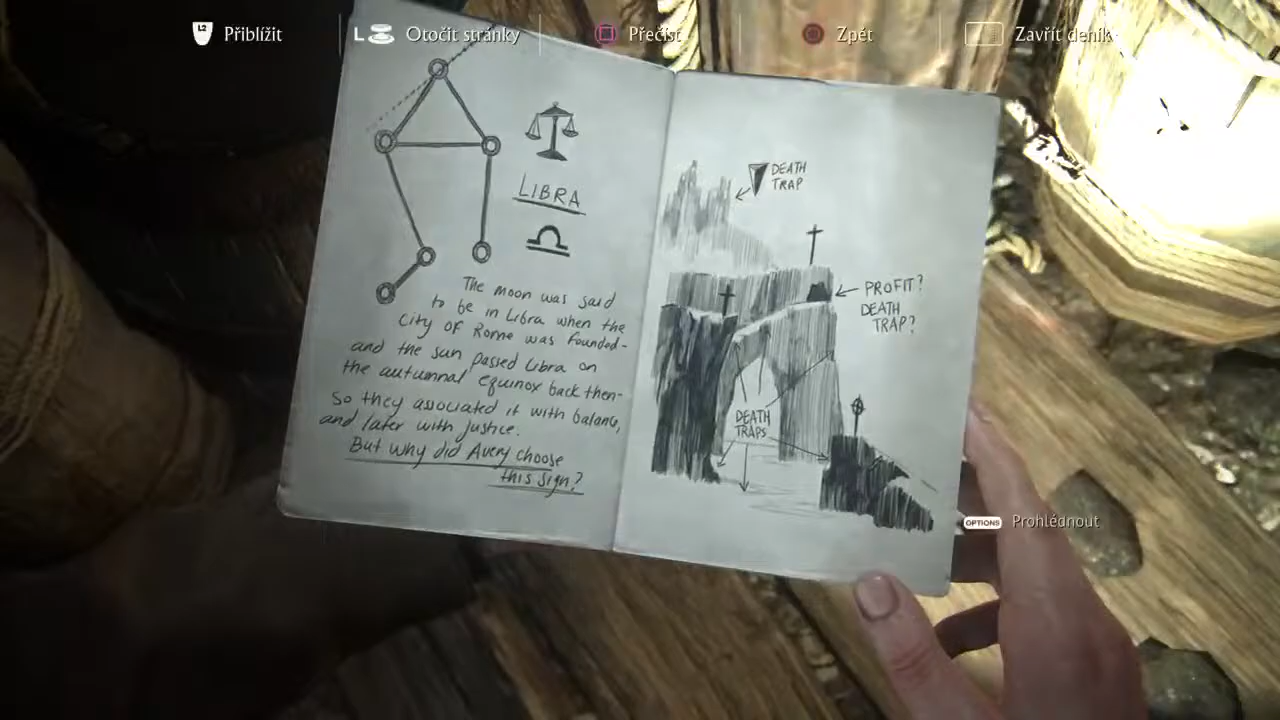 L2 Přiblížit
L Otočit stránky
Přečíst
Zpět
Zavřít deník
LIBRA
The moon was said
to be in Libra when the
City of Rome was founded-
and the sun passed Libra on
the autumnal equinox back then-
So they associated it with balance,
and later with justice.
But why did Avery choose
this sign?
DEATH
TRAP
PROFIT?
DEATH
TRAP?
DEATH
TRAPS
OPTIONS Prohlédnout